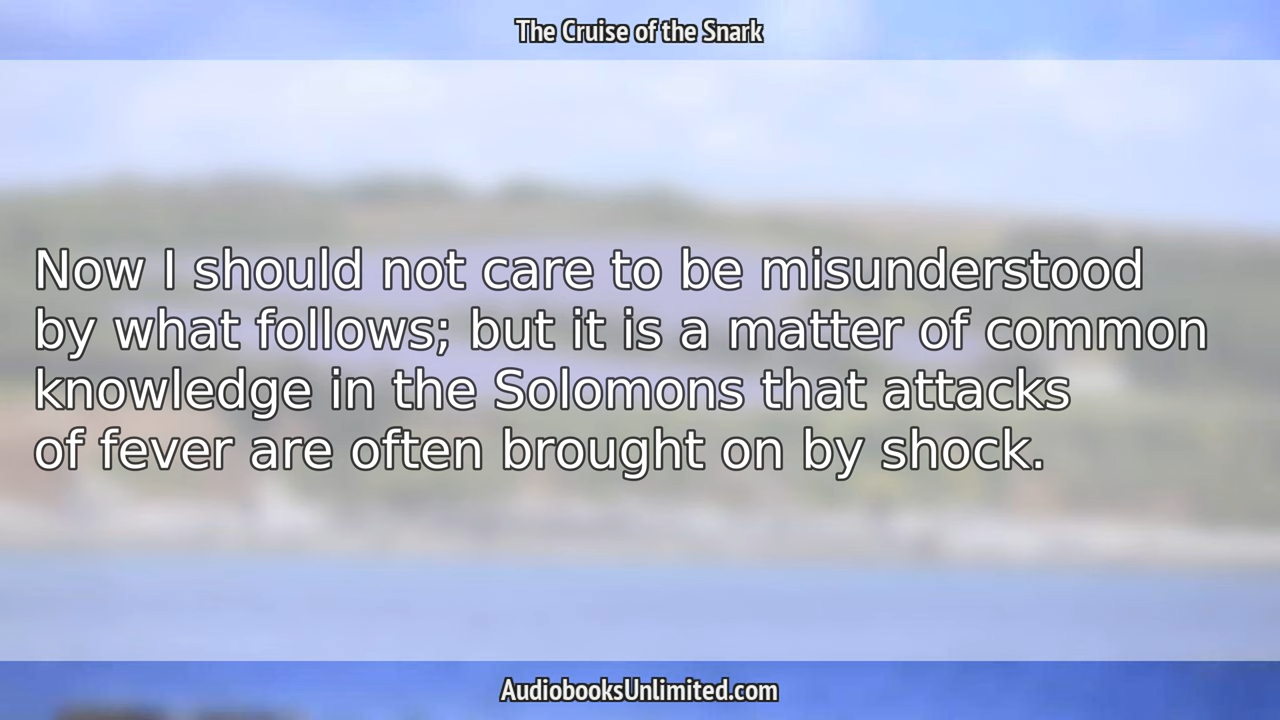 The Cruise of the Snark
Now I should not care to be misunderstood
by what follows; but it is a matter of common
knowledge in the Solomons that attacks
of fever are often brought on by shock.
AudiobooksUnlimited.com